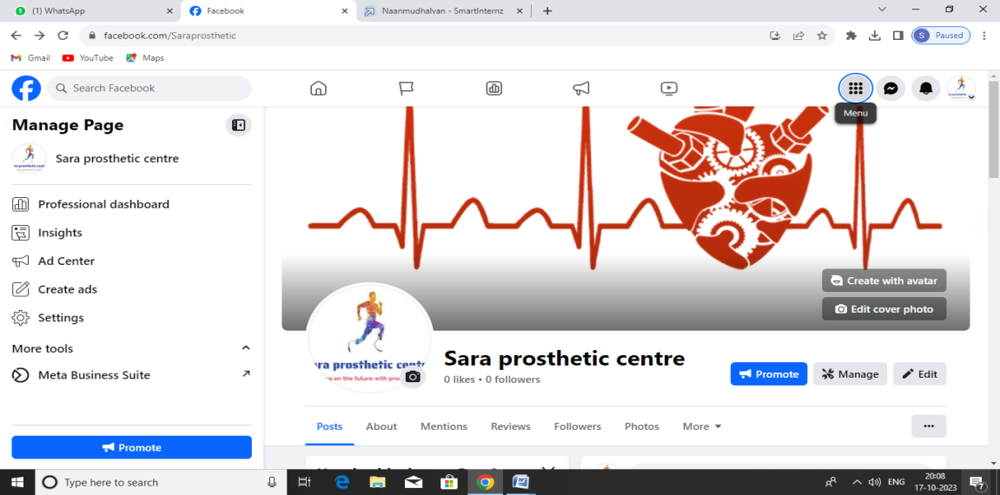 (1) WhatsApp
Facebook
Naanmudhalvan - SmartInternz
facebook.com/Saraprosthetic
S Paused
Gmail YouTube Maps
Search Facebook
Menu
Manage Page
Sara prosthetic centre
Professional dashboard
Insights
Ad Center
Create ads
Settings
More tools
Meta Business Suite
Promote
Create with avatar
Edit cover photo
ara prosthetic cent
on the future with pros
Sara prosthetic centre
0 likes • 0 followers
Promote Manage Edit
Posts About Mentions Reviews Followers Photos More
Type here to search
ENG
20:08
17-10-2023
7